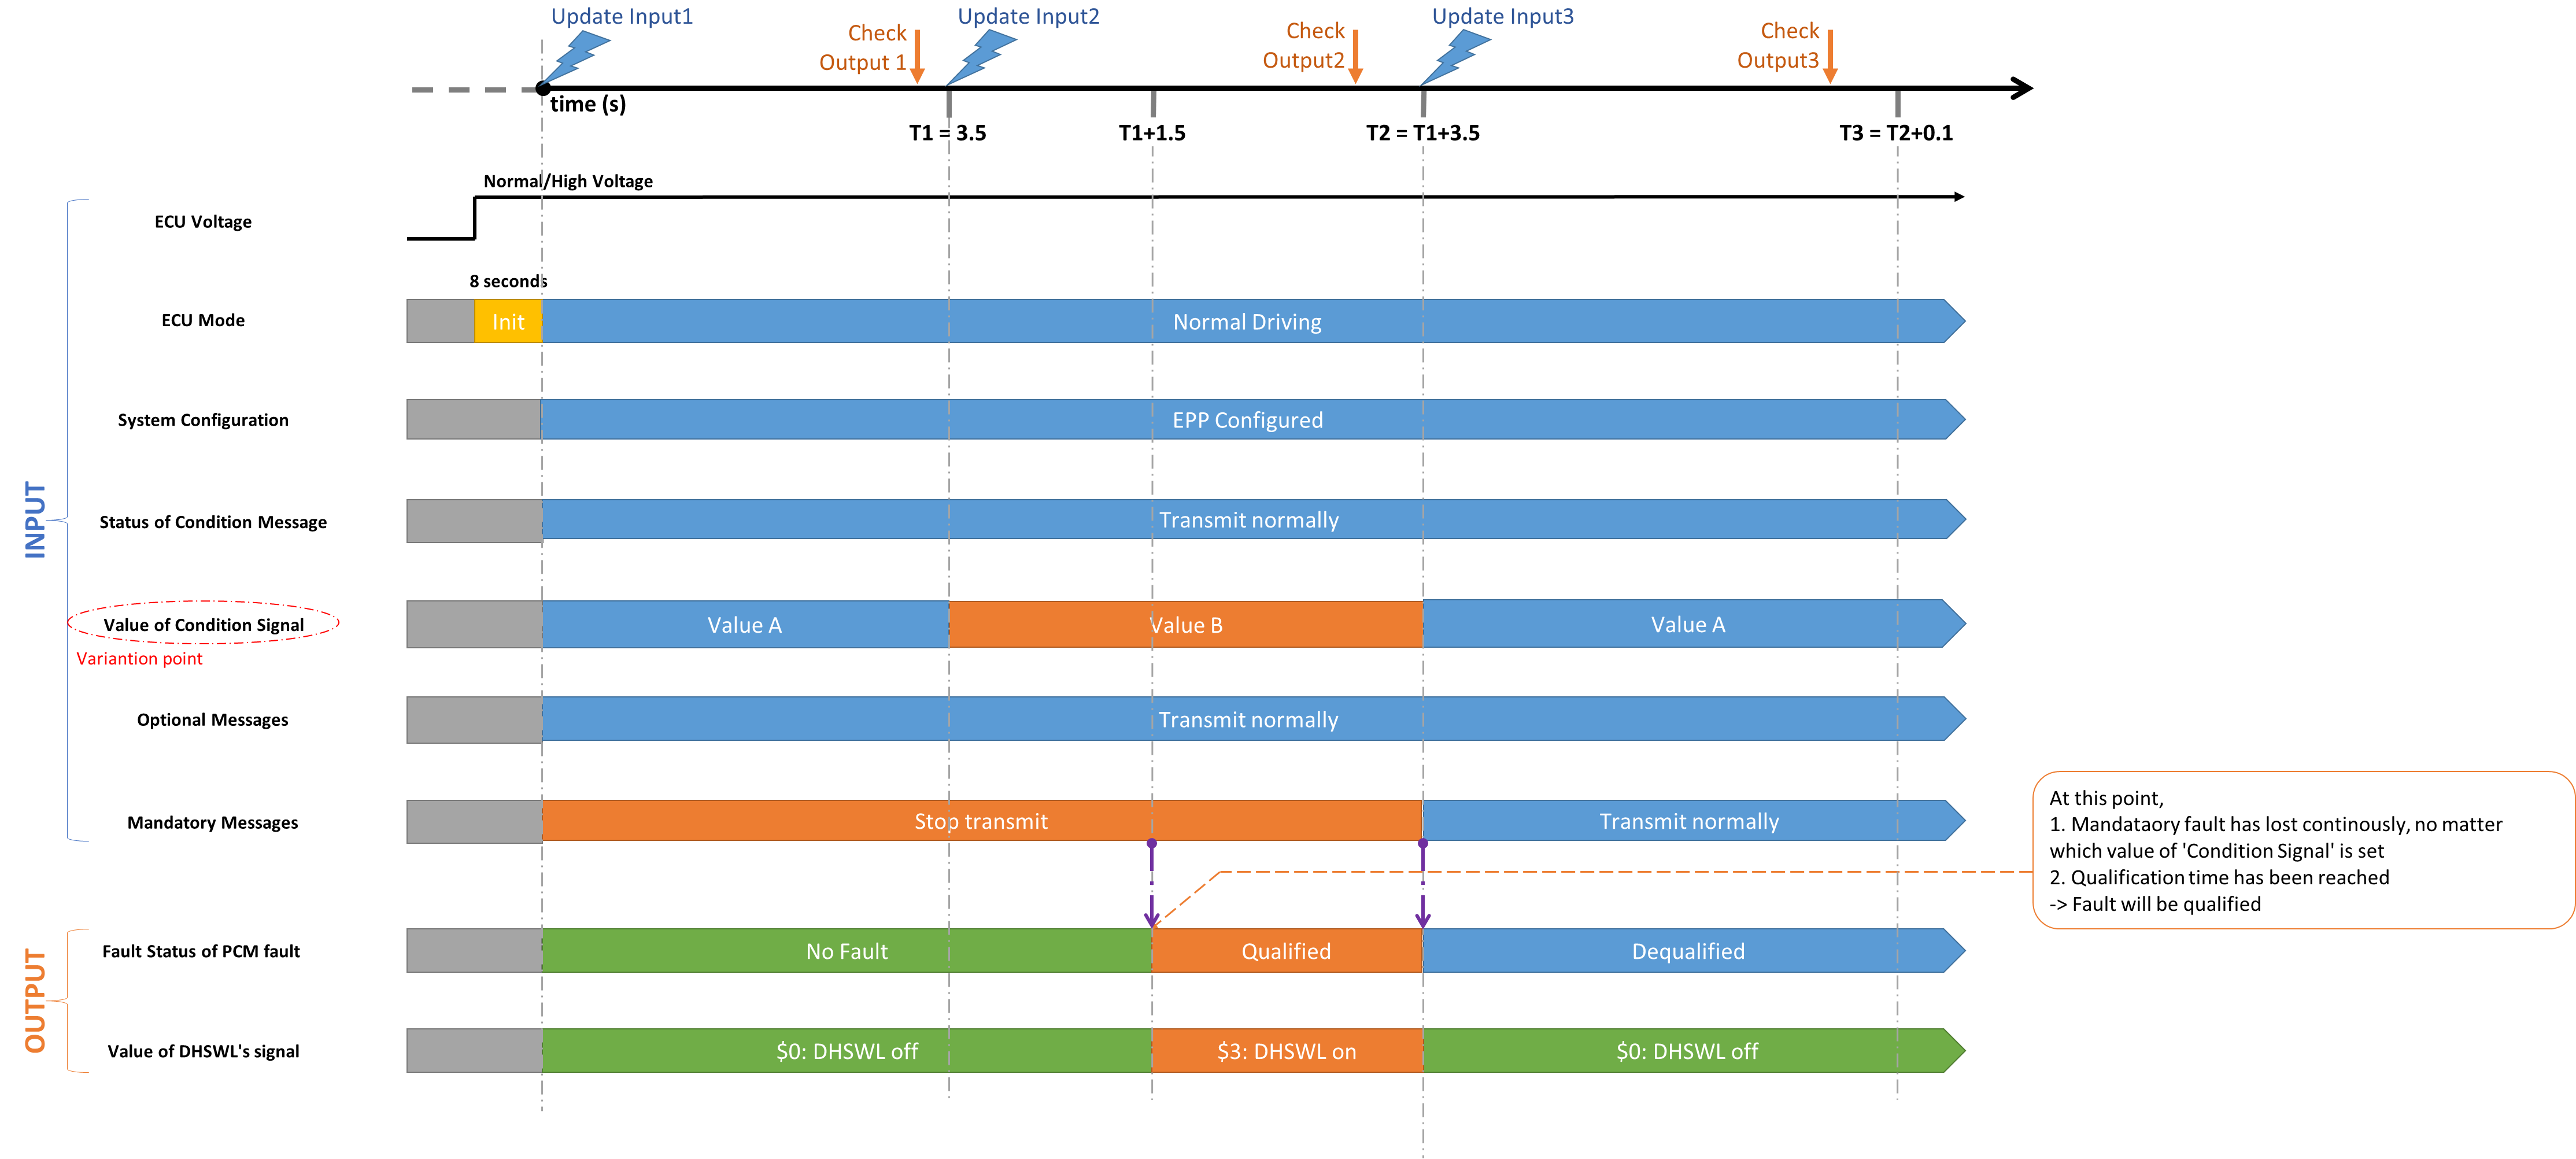 Update Input1
Check
Output 1
Update Input2
Check
Output2
Update Input3
Check
Output3
time (s)
T1 = 3.5
T1+1.5
T2 = T1+3.5
T3 = T2+0.1
Normal/High Voltage
ECU Voltage
8 seconds
ECU Mode
Init
Normal Driving
System Configuration
EPP Configured
INPUT
Status of Condition Message
Transmit normally
Value of Condition Signal
Value A
Value B
Value A
Variantion point
Optional Messages
Transmit normally
Mandatory Messages
Stop transmit
Transmit normally
At this point,
1. Mandataory fault has lost continously, no matter
which value of 'Condition Signal' is set
2. Qualification time has been reached
-> Fault will be qualified
OUTPUT
Fault Status of PCM fault
No Fault
Qualified
Dequalified
Value of DHSWL's signal
$0: DHSWL off
$3: DHSWL on
$0: DHSWL off